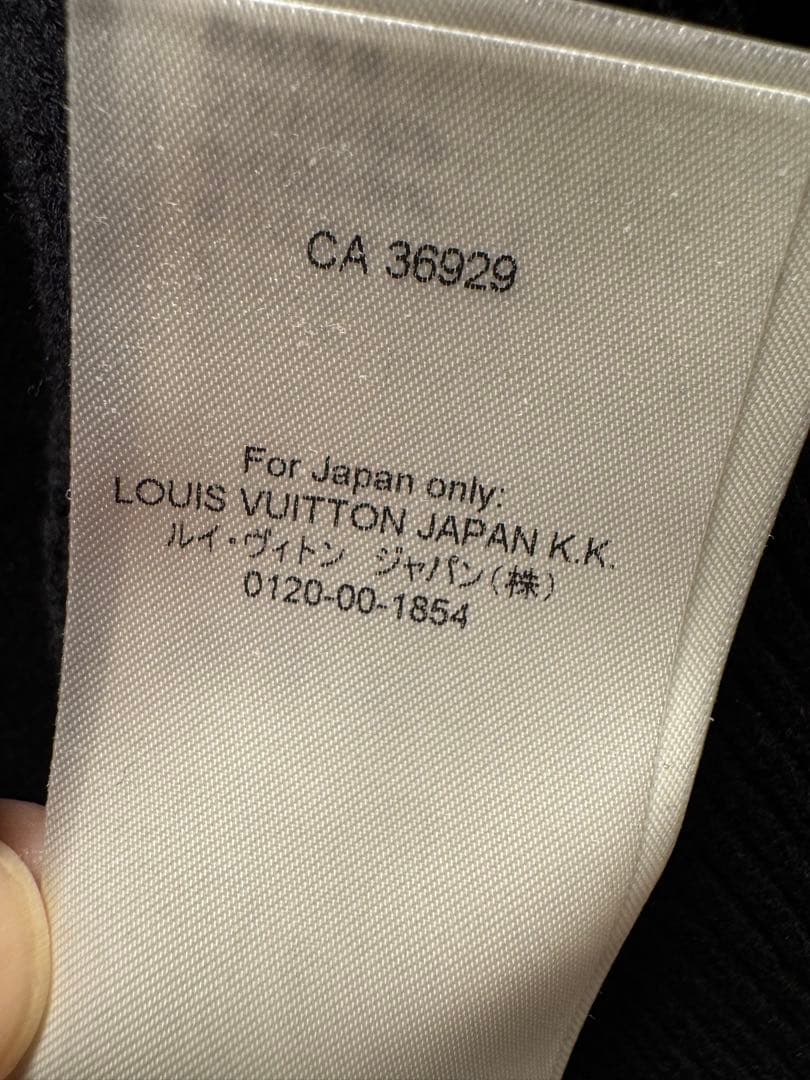 CA 36929
For Japan only:
LOUIS VUITTON JAPAN K.K.
ルイ・ヴィトン ジャパン(株)
0120-00-1854